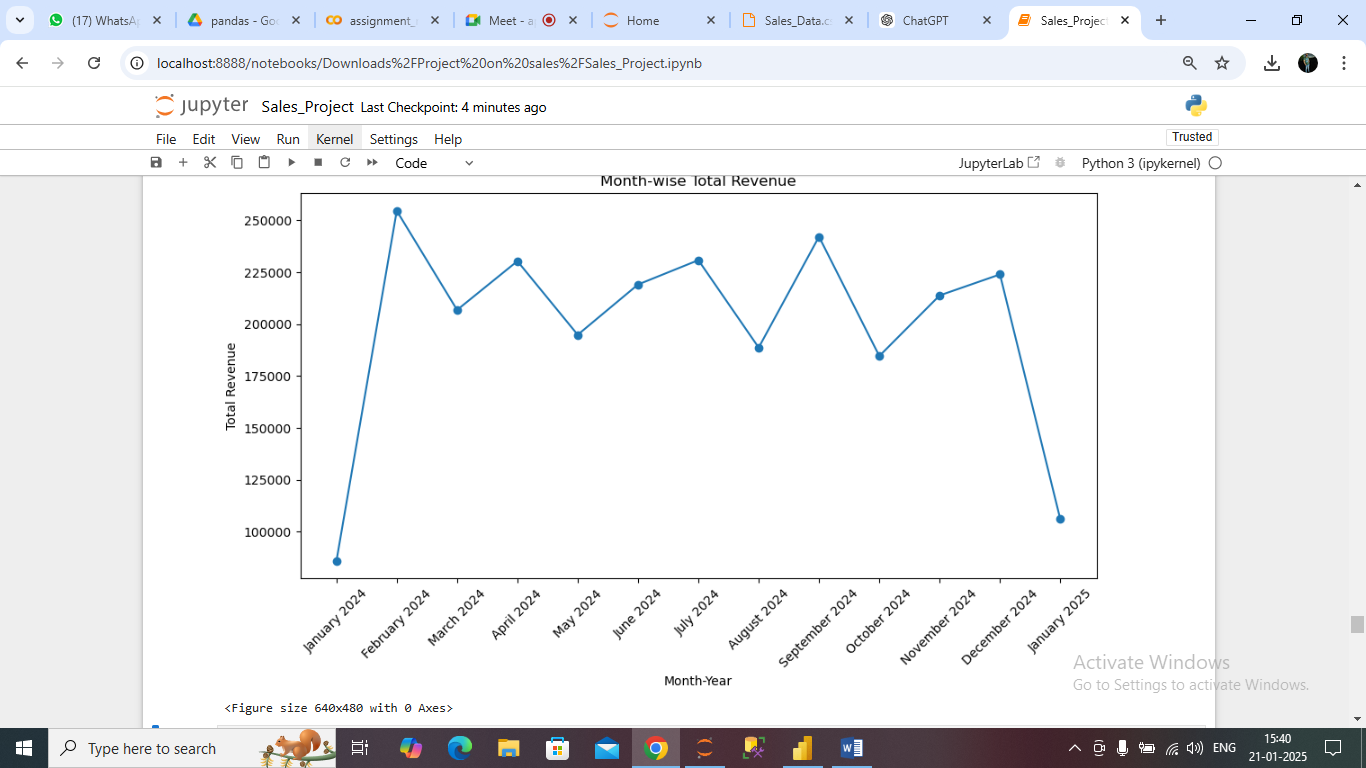 (17) WhatsA
pandas - Goo
assignment_
Meet - a
Home
Sales_Data.c
ChatGPT
Sales_Project
localhost:8888/notebooks/Downloads%2FProject%20on%20sales%2FSales_Project.ipynb
jupyter Sales_Project Last Checkpoint: 4 minutes ago
File Edit View Run Kernel Settings Help
Trusted
Code
JupyterLab
Python 3 (ipykernel)
Month-wise Total Revenue
250000
225000
200000
175000
150000
125000
100000
Total Revenue
January 2024
February 2024
March 2024
April 2024
May 2024
June 2024
July 2024
August 2024
September 2024
October 2024
November 2024
December 2024
January 2025
Month-Year
<Figure size 640x480 with 0 Axes>
Activate Windows
Go to Settings to activate Windows.
Type here to search
ENG
15:40
21-01-2025